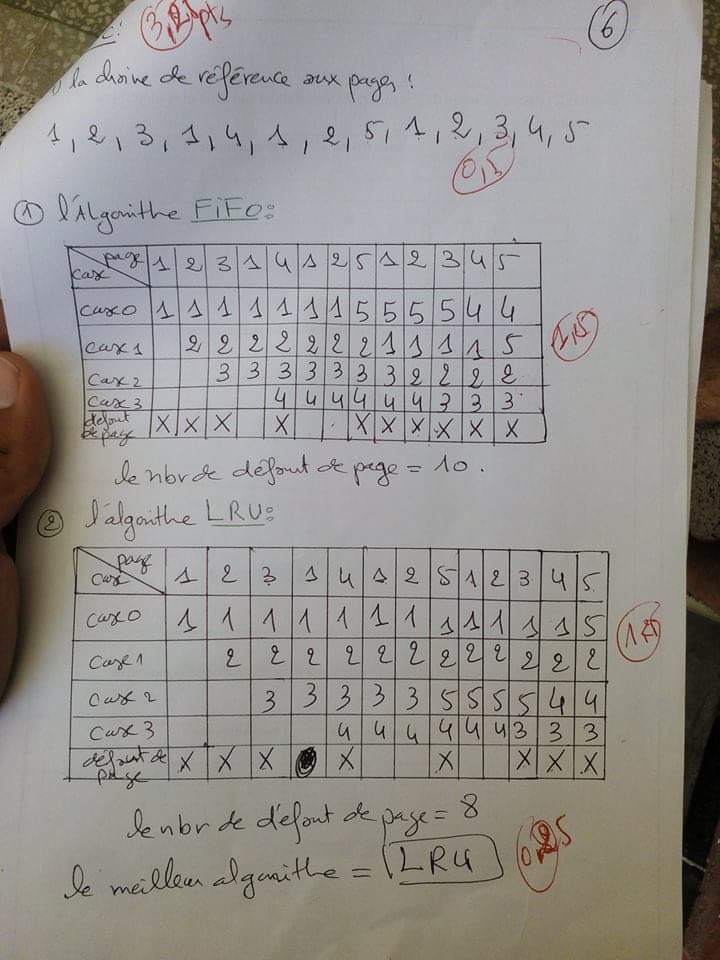 3,25 pts
6
la chaine de référence aux pages :
1, 2, 3, 1, 4, 1, 2, 5, 1, 2, 3, 4, 5
0,5
① l'Algorithe FiFo:
page case 1 2 3 1 4 1 2 5 1 2 3 4 5
case 0 1 1 1 1 1 1 1 5 5 5 5 4 4
case 1 2 2 2 2 2 2 2 1 1 1 1 5
case 2 3 3 3 3 3 3 3 2 2 2 2
case 3 4 4 4 4 4 4 3 3 3
défaut de page X X X X X X X X X X
1,5
le nbr de défaut de page = 10.
② l'algorithe LRU:
page case 1 2 3 1 4 1 2 5 1 2 3 4 5
case 0 1 1 1 1 1 1 1 1 1 1 1 1 5
case 1 2 2 2 2 2 2 2 2 2 2 2 2
case 2 3 3 3 3 3 5 5 5 5 4 4
case 3 4 4 4 4 4 4 3 3 3
défaut de page X X X X X X X X
le nbr de défaut de page = 8
le meilleur algorithe = LRU